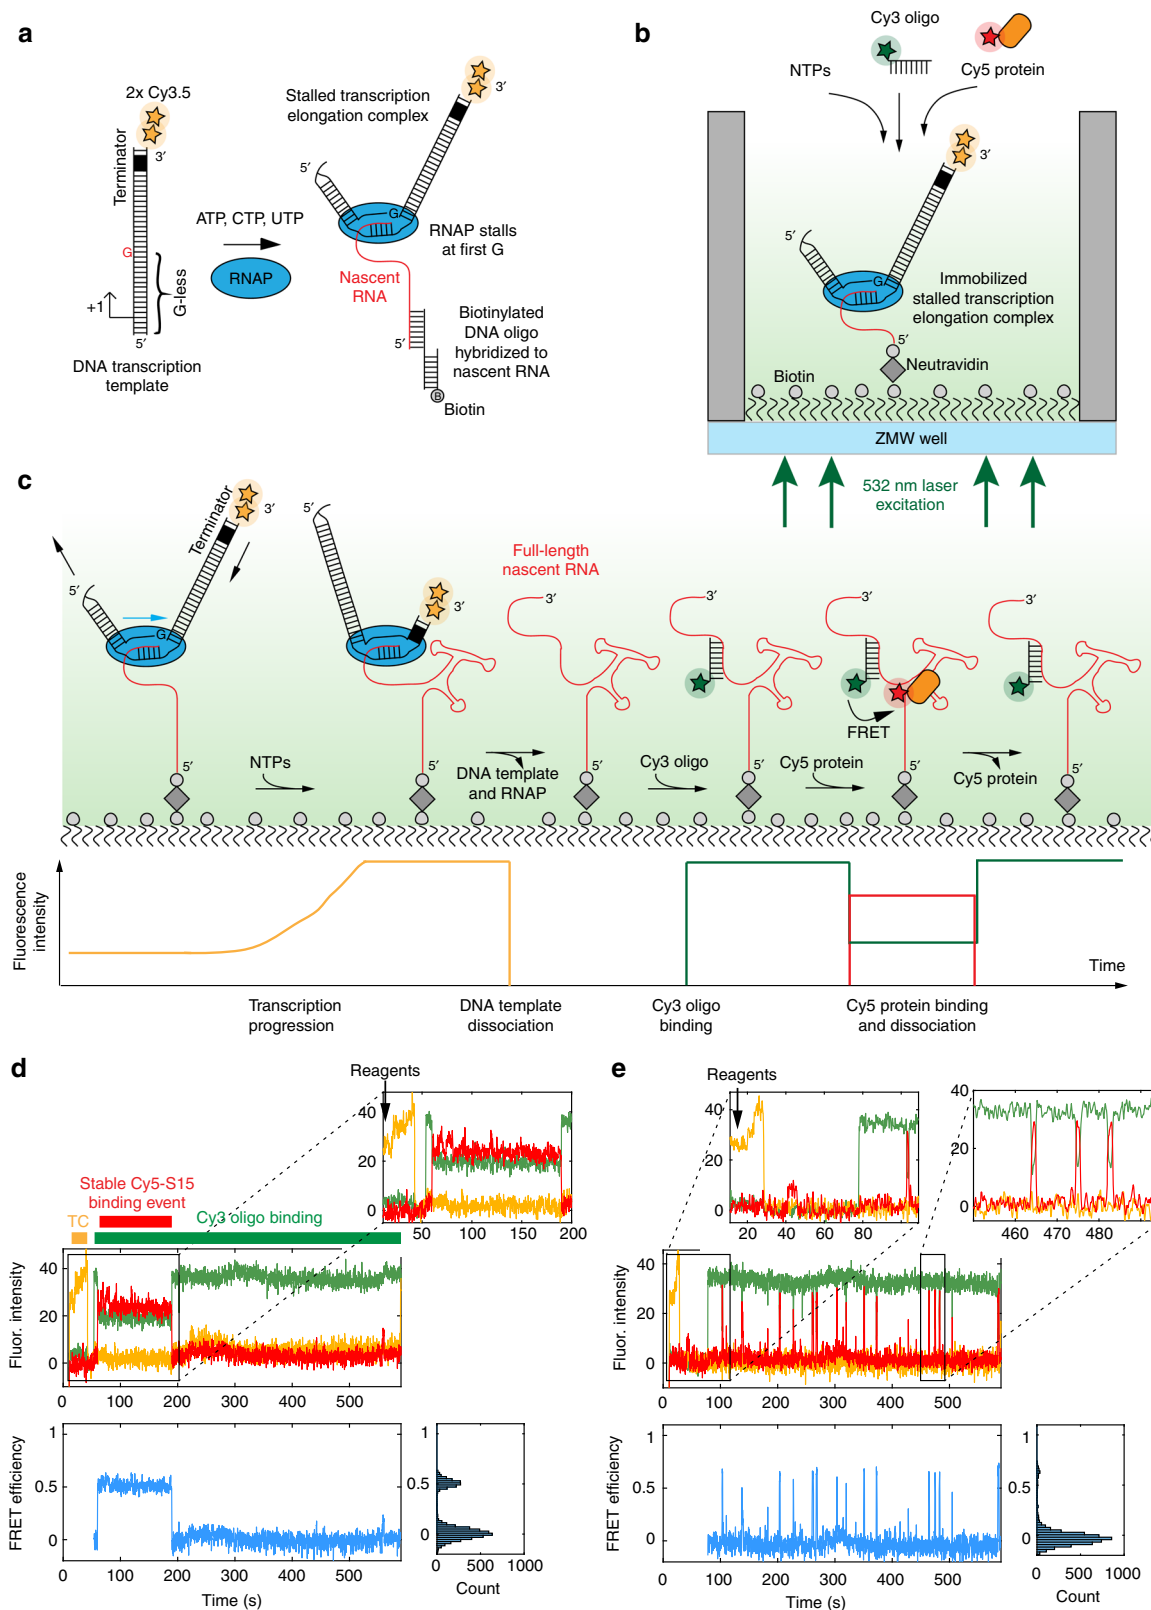 a
2x Cy3.5
Terminator
3′
G
G-less
+1
5′
DNA transcription
template
ATP, CTP, UTP
RNAP
Stalled transcription
elongation complex
3′
5′
G
RNAP stalls
at first G
Nascent
RNA
Biotinylated
DNA oligo
hybridized to
nascent RNA
5′
B
Biotin
b
Cy3 oligo
NTPs
Cy5 protein
3′
5′
G
Immobilized
stalled transcription
elongation complex
5′
Neutravidin
Biotin
ZMW well
532 nm laser
excitation
c
Terminator
3′
5′
G
5′
NTPs
5′
3′
5′
DNA template
and RNAP
Full-length
nascent RNA
3′
5′
Cy3 oligo
3′
5′
Cy5 protein
3′
FRET
5′
Cy5 protein
3′
5′
Fluorescence
intensity
Time
Transcription
progression
DNA template
dissociation
Cy3 oligo
binding
Cy5 protein binding
and dissociation
d
Reagents
40
20
0
50 100 150 200
Stable Cy5-S15
binding event
TC
Cy3 oligo binding
Fluor. intensity
40
20
0
0 100 200 300 400 500
FRET efficiency
1
0.5
0
0 100 200 300 400 500
Time (s)
1
0.5
0
0 500 1000
Count
e
Reagents
40
20
0
20 40 60 80
40
20
0
460 470 480
Fluor. intensity
40
20
0
0 100 200 300 400 500
FRET efficiency
1
0.5
0
0 100 200 300 400 500
Time (s)
1
0.5
0
0 500 1000
Count